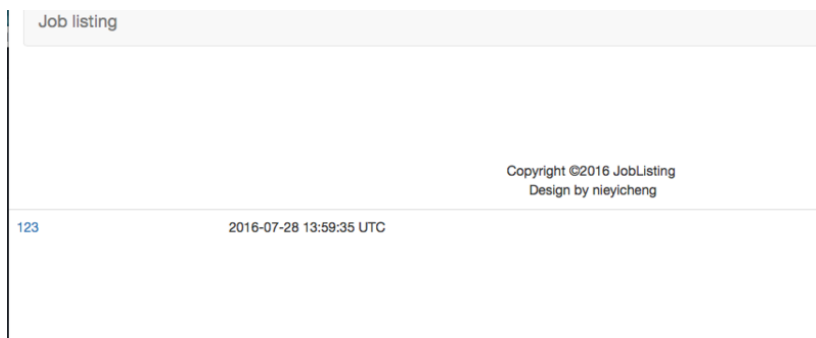 Job listing
Copyright ©2016 JobListing
Design by nieyicheng
123 2016-07-28 13:59:35 UTC